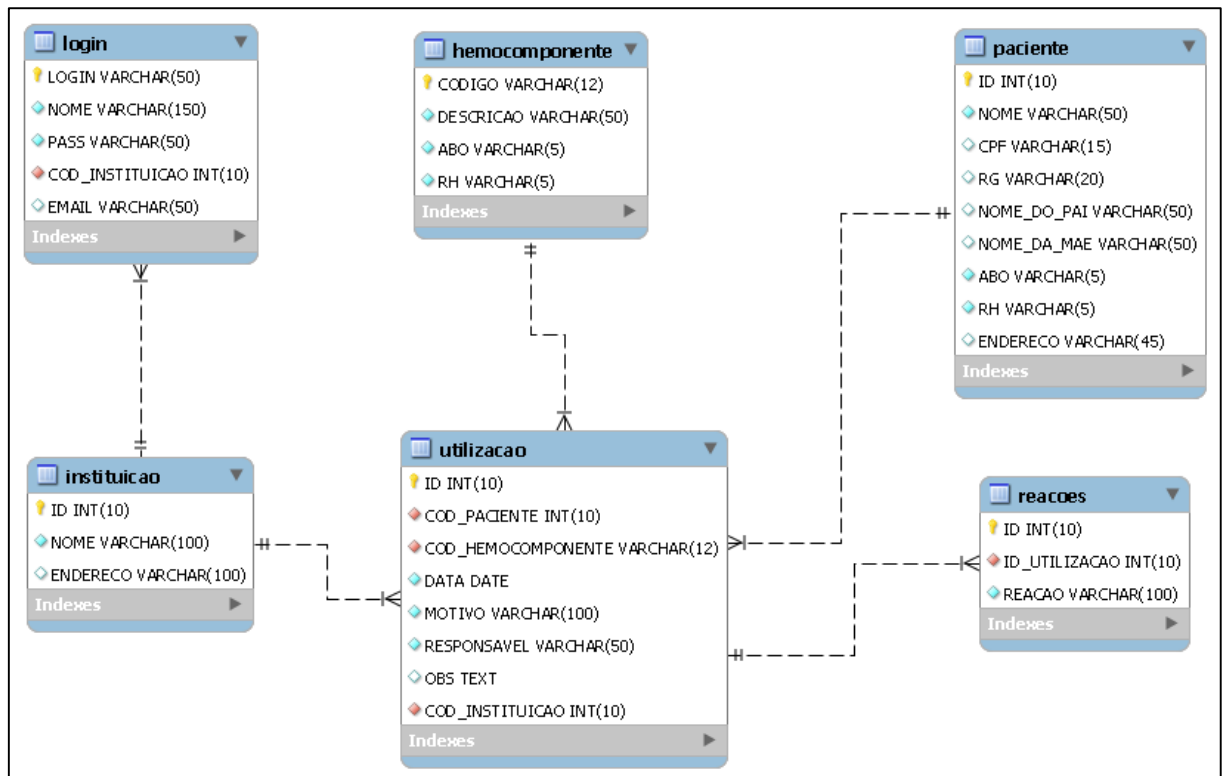 login
LOGIN VARCHAR(50)
NOME VARCHAR(150)
PASS VARCHAR(50)
COD_INSTITUICAO INT(10)
EMAIL VARCHAR(50)
Indexes
hemocomponente
CODIGO VARCHAR(12)
DESCRICAO VARCHAR(50)
ABO VARCHAR(5)
RH VARCHAR(5)
Indexes
paciente
ID INT(10)
NOME VARCHAR(50)
CPF VARCHAR(15)
RG VARCHAR(20)
NOME_DO_PAI VARCHAR(50)
NOME_DA_MAE VARCHAR(50)
ABO VARCHAR(5)
RH VARCHAR(5)
ENDERECO VARCHAR(45)
Indexes
instituicao
ID INT(10)
NOME VARCHAR(100)
ENDERECO VARCHAR(100)
Indexes
utilizacao
ID INT(10)
COD_PACIENTE INT(10)
COD_HEMOCOMPONENTE VARCHAR(12)
DATA DATE
MOTIVO VARCHAR(100)
RESPONSAVEL VARCHAR(50)
OBS TEXT
COD_INSTITUICAO INT(10)
Indexes
reacoes
ID INT(10)
ID_UTILIZACAO INT(10)
REACAO VARCHAR(100)
Indexes